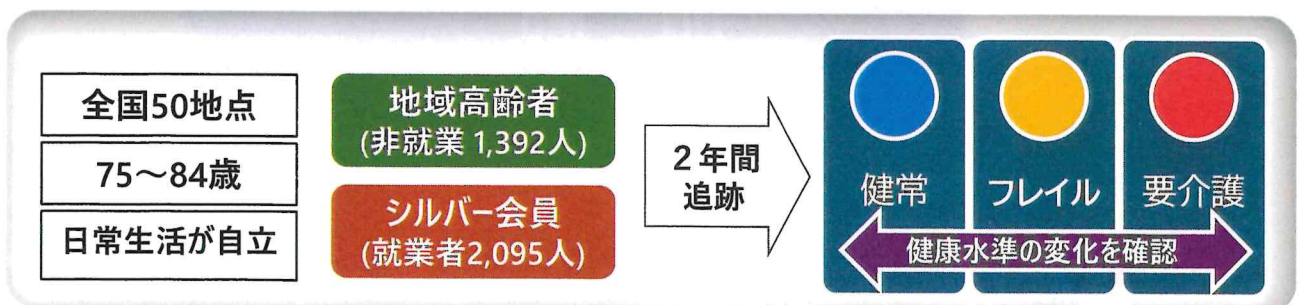 全国50地点
75～84歳
日常生活が自立
地域高齢者
(非就業 1,392人)
シルバー会員
(就業者2,095人)
２年間
追跡
健常
フレイル
要介護
健康水準の変化を確認